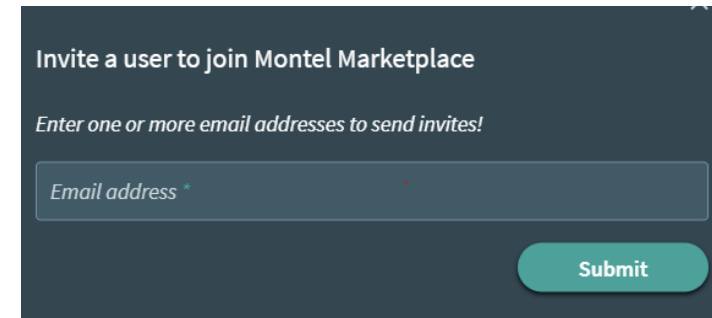 Invite a user to join Montel Marketplace
Enter one or more email addresses to send invites!
Email address *
Submit